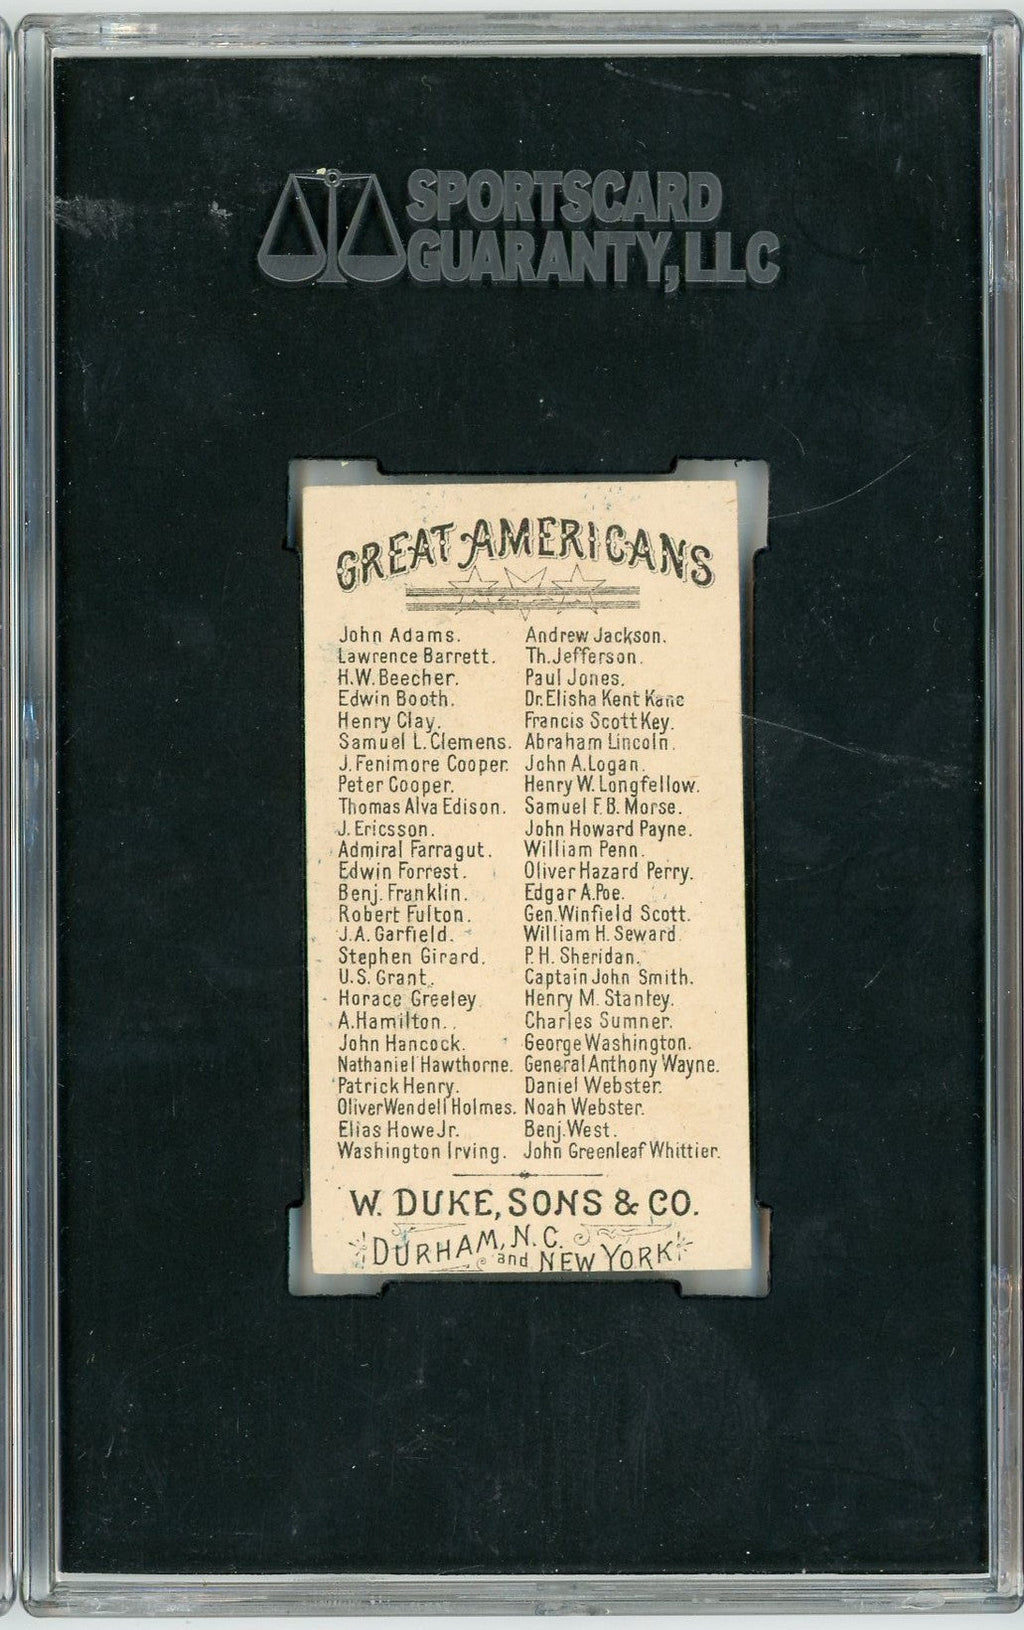 SPORTSCARD
GUARANTY, LLC
GREAT AMERICANS
John Adams.
Lawrence Barrett.
H.W. Beecher.
Edwin Booth.
Henry Clay.
Samuel L. Clemens.
J. Fenimore Cooper.
Peter Cooper.
Thomas Alva Edison.
J. Ericsson.
Admiral Farragut.
Edwin Forrest.
Benj. Franklin.
Robert Fulton.
J.A. Garfield.
Stephen Girard.
U.S. Grant.
Horace Greeley
A. Hamilton.
John Hancock.
Nathaniel Hawthorne.
Patrick Henry.
Oliver Wendell Holmes.
Elias Howe Jr.
Washington Irving.
Andrew Jackson.
Th. Jefferson.
Paul Jones.
Dr. Elisha Kent Kane
Francis Scott Key.
Abraham Lincoln.
John A. Logan.
Henry W. Longfellow.
Samuel F.B. Morse.
John Howard Payne.
William Penn.
Oliver Hazard Perry.
Edgar A. Poe.
Gen. Winfield Scott.
William H. Seward.
P.H. Sheridan.
Captain John Smith.
Henry M. Stanley.
Charles Sumner.
George Washington.
General Anthony Wayne.
Daniel Webster.
Noah Webster.
Benj. West.
John Greenleaf Whittier.
W. DUKE, SONS & CO.
DURHAM, N.C.
and NEW YORK